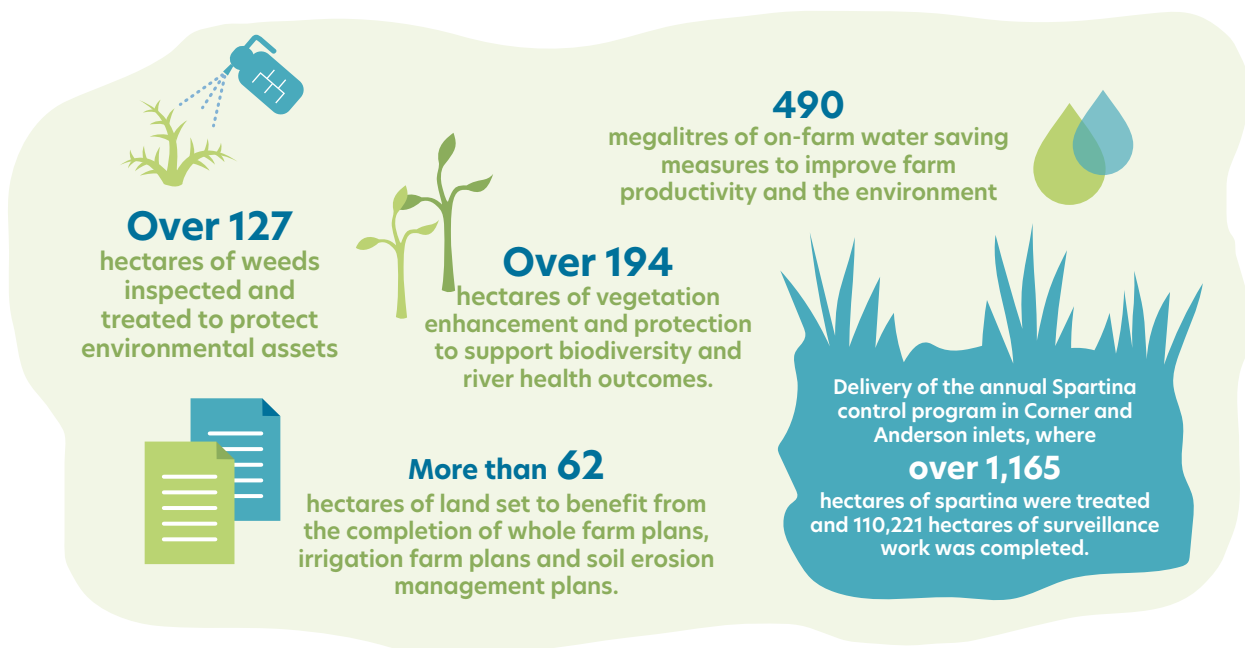 Over 127
hectares of weeds
inspected and
treated to protect
environmental assets
Over 194
hectares of vegetation
enhancement and protection
to support biodiversity and
river health outcomes.
490
megalitres of on-farm water saving
measures to improve farm
productivity and the environment
More than 62
hectares of land set to benefit from
the completion of whole farm plans,
irrigation farm plans and soil erosion
management plans.
Delivery of the annual Spartina
control program in Corner and
Anderson inlets, where
over 1,165
hectares of spartina were treated
and 110,221 hectares of surveillance
work was completed.